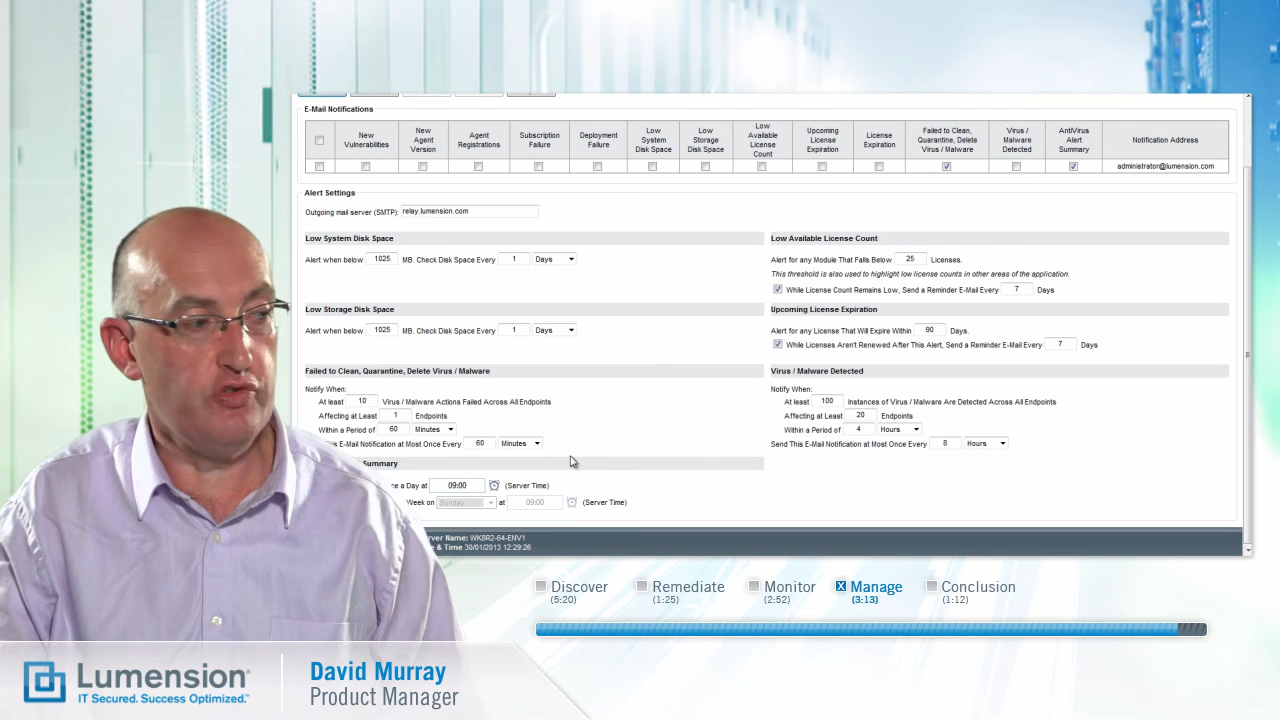 E-Mail Notifications
New Vulnerabilities
New Agent Version
Agent Registrations
Subscription Failure
Deployment Failure
Low System Disk Space
Low Storage Disk Space
Low Available License Count
Upcoming License Expiration
License Expiration
Failed to Clean, Quarantine, Delete Virus / Malware
Virus / Malware Detected
AntiVirus Alert Summary
Notification Address
administrator@lumension.com
Alert Settings
Outgoing mail server (SMTP): relay.lumension.com
Low System Disk Space
Alert when below 1025 MB. Check Disk Space Every 1 Days
Low Available License Count
Alert for any Module That Falls Below 25 Licenses.
This threshold is also used to highlight low license counts in other areas of the application.
While License Count Remains Low, Send a Reminder E-Mail Every 7 Days
Low Storage Disk Space
Alert when below 1025 MB. Check Disk Space Every 1 Days
Upcoming License Expiration
Alert for any License That Will Expire Within 90 Days.
While Licenses Aren't Renewed After This Alert, Send a Reminder E-Mail Every 7 Days
Failed to Clean, Quarantine, Delete Virus / Malware
Notify When:
At least 10 Virus / Malware Actions Failed Across All Endpoints
Affecting at Least 1 Endpoints
Within a Period of 60 Minutes
This E-Mail Notification at Most Once Every 60 Minutes
Virus / Malware Detected
Notify When:
At least 100 Instances of Virus / Malware Are Detected Across All Endpoints
Affecting at Least 20 Endpoints
Within a Period of 4 Hours
Send This E-Mail Notification at Most Once Every 8 Hours
Summary
ce a Day at 09:00 (Server Time)
Week on Sunday at 09:00 (Server Time)
rver Name: WK8R2-64-ENV1
e & Time 30/01/2013 12:29:26
Discover (5:20)
Remediate (1:25)
Monitor (2:52)
X Manage (3:13)
Conclusion (1:12)
Lumension
IT Secured. Success Optimized.™
David Murray
Product Manager